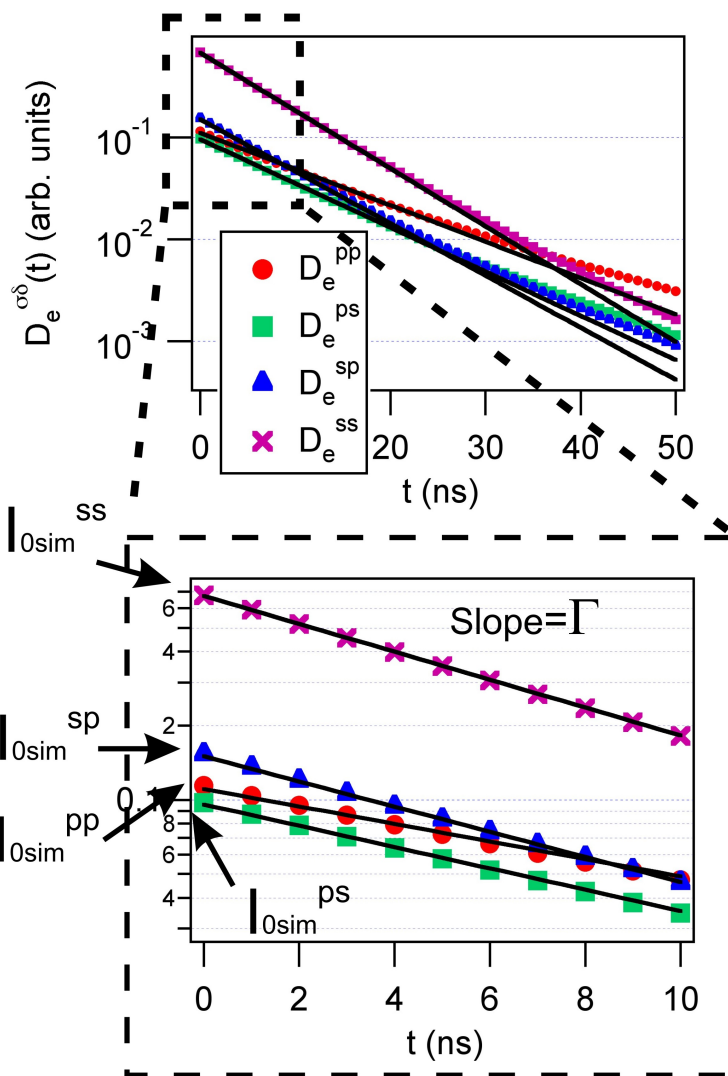 D_e^σδ(t) (arb. units)
10^-1
10^-2
10^-3
D_e^pp
D_e^ps
D_e^sp
D_e^ss
0 20 30 40 50
t (ns)
I_0sim^ss
Slope=Γ
6
4
2
I_0sim^sp
0.1
I_0sim^pp
8
6
4
I_0sim^ps
0 2 4 6 8 10
t (ns)